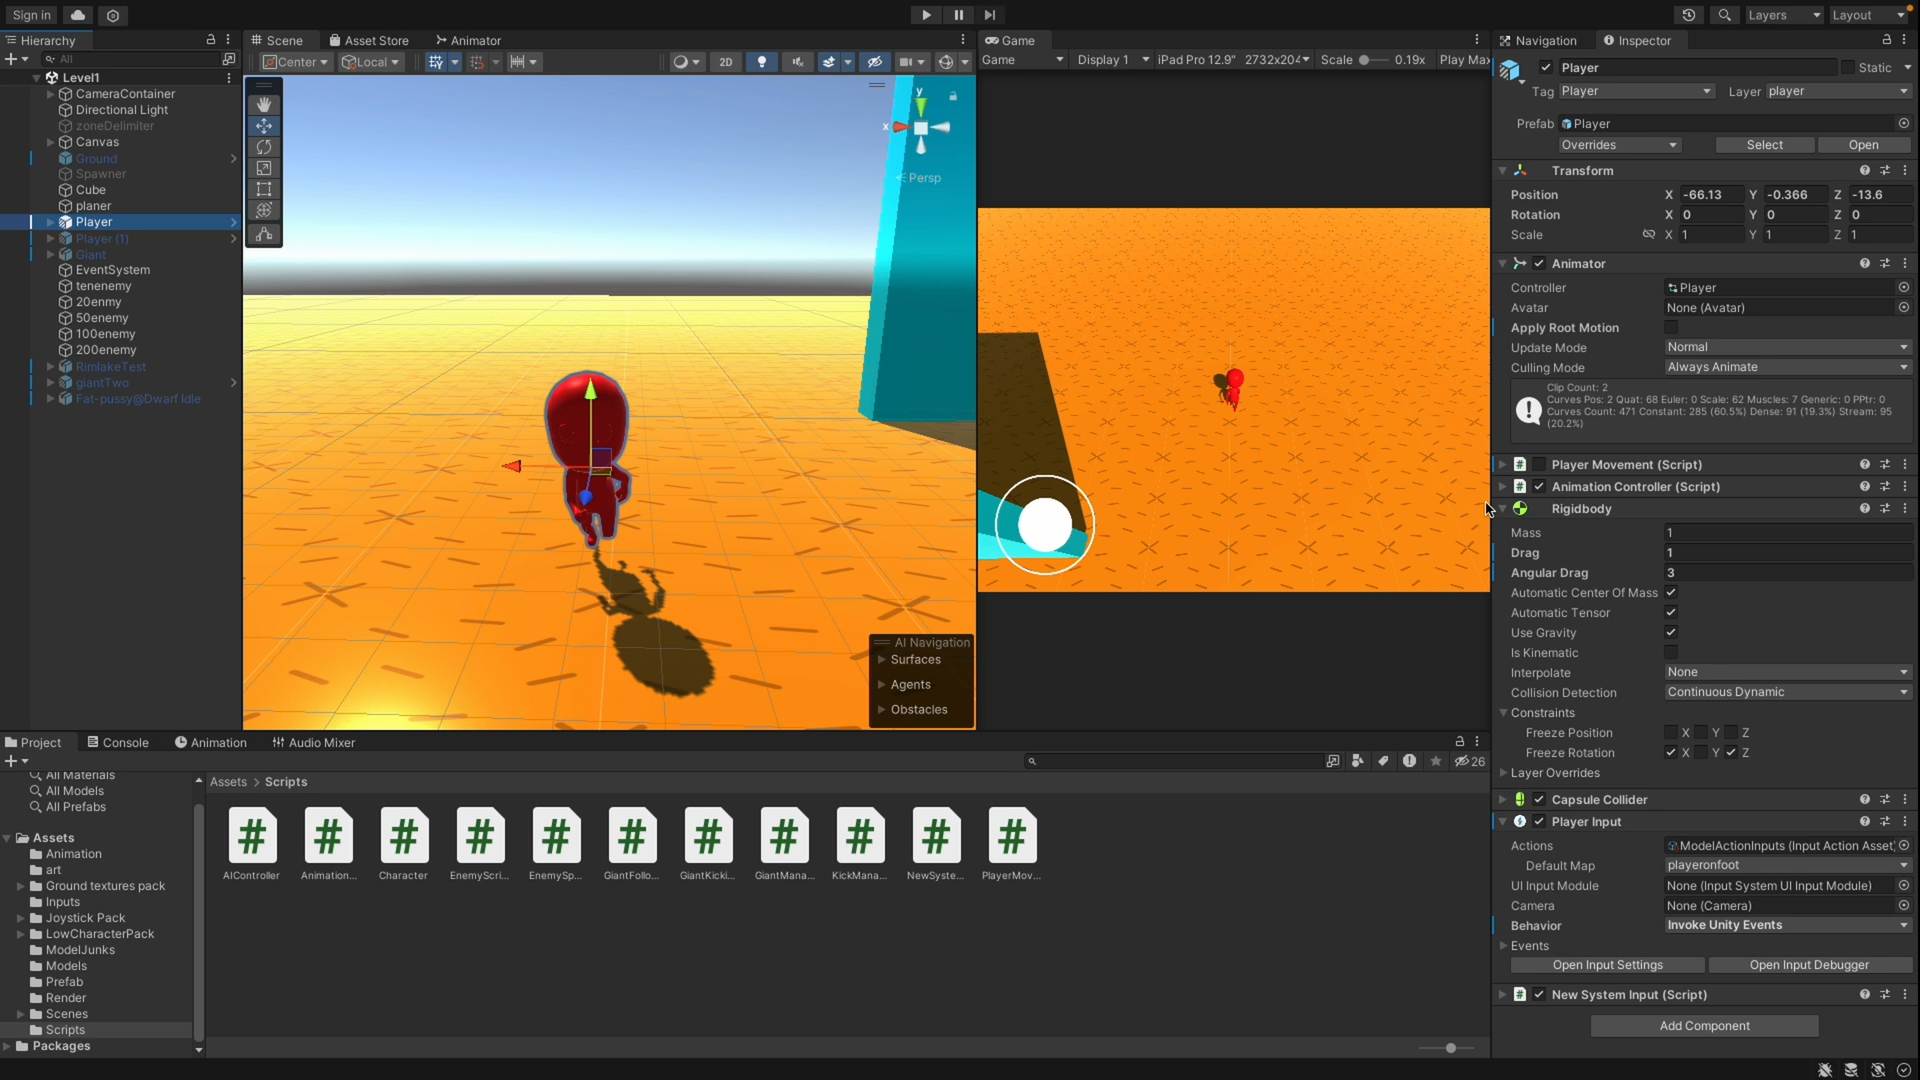 Sign in
Layers
Layout
Hierarchy
All
Level1
CameraContainer
Directional Light
zoneDelimiter
Canvas
Ground
Spawner
Cube
planer
Player
Player (1)
Giant
EventSystem
tenenemy
20enmy
50enemy
100enemy
200enemy
RimlakeTest
giantTwo
Fat-pussy@Dwarf Idle
Scene
Asset Store
Animator
Center
Local
2D
y
x
Persp
AI Navigation
Surfaces
Agents
Obstacles
Game
Game
Display 1
iPad Pro 12.9" 2732x204
Scale
0.19x
Play Max
Navigation
Inspector
Player
Static
Tag
Player
Layer
player
Prefab
Player
Overrides
Select
Open
Transform
Position
X -66.13
Y -0.366
Z -13.6
Rotation
X 0
Y 0
Z 0
Scale
X 1
Y 1
Z 1
Animator
Controller
Player
Avatar
None (Avatar)
Apply Root Motion
Update Mode
Normal
Culling Mode
Always Animate
Clip Count: 2
Curves Pos: 2 Quat: 68 Euler: 0 Scale: 62 Muscles: 7 Generic: 0 PPtr: 0
Curves Count: 471 Constant: 285 (60.5%) Dense: 91 (19.3%) Stream: 95
(20.2%)
Player Movement (Script)
Animation Controller (Script)
Rigidbody
Mass
1
Drag
1
Angular Drag
3
Automatic Center Of Mass
Automatic Tensor
Use Gravity
Is Kinematic
Interpolate
None
Collision Detection
Continuous Dynamic
Constraints
Freeze Position
X
Y
Z
Freeze Rotation
X
Y
Z
Layer Overrides
Capsule Collider
Player Input
Actions
ModelActionInputs (Input Action Asset)
Default Map
playeronfoot
UI Input Module
None (Input System UI Input Module)
Camera
None (Camera)
Behavior
Invoke Unity Events
Events
Open Input Settings
Open Input Debugger
New System Input (Script)
Add Component
Project
Console
Animation
Audio Mixer
26
All Materials
All Models
All Prefabs
Assets
Animation
art
Ground textures pack
Inputs
Joystick Pack
LowCharacterPack
ModelJunks
Models
Prefab
Render
Scenes
Scripts
Packages
Assets > Scripts
AIController
Animation...
Character
EnemyScri...
EnemySp...
GiantFollo...
GiantKicki...
GiantMana...
KickMana...
NewSyste...
PlayerMov...